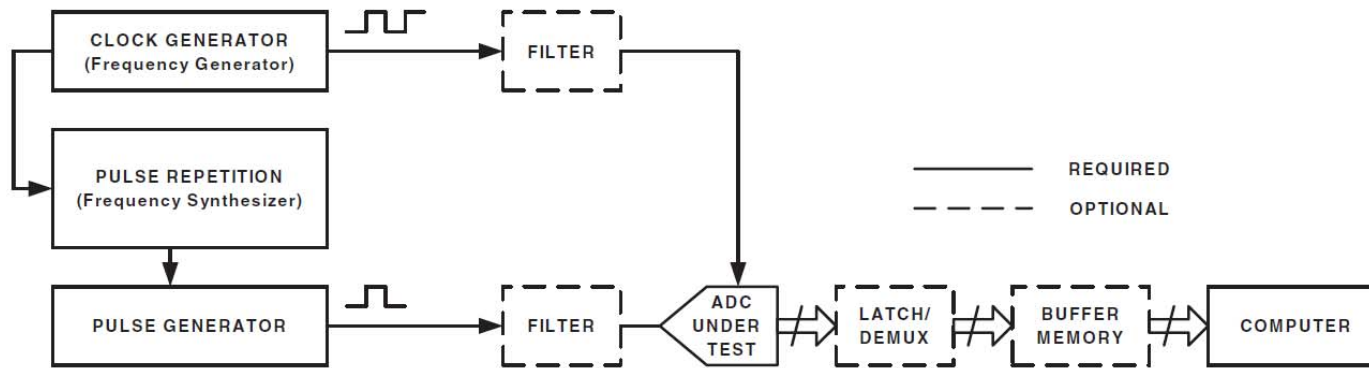 CLOCK GENERATOR
(Frequency Generator)
FILTER
PULSE REPETITION
(Frequency Synthesizer)
REQUIRED
OPTIONAL
PULSE GENERATOR
FILTER
ADC
UNDER
TEST
LATCH/
DEMUX
BUFFER
MEMORY
COMPUTER